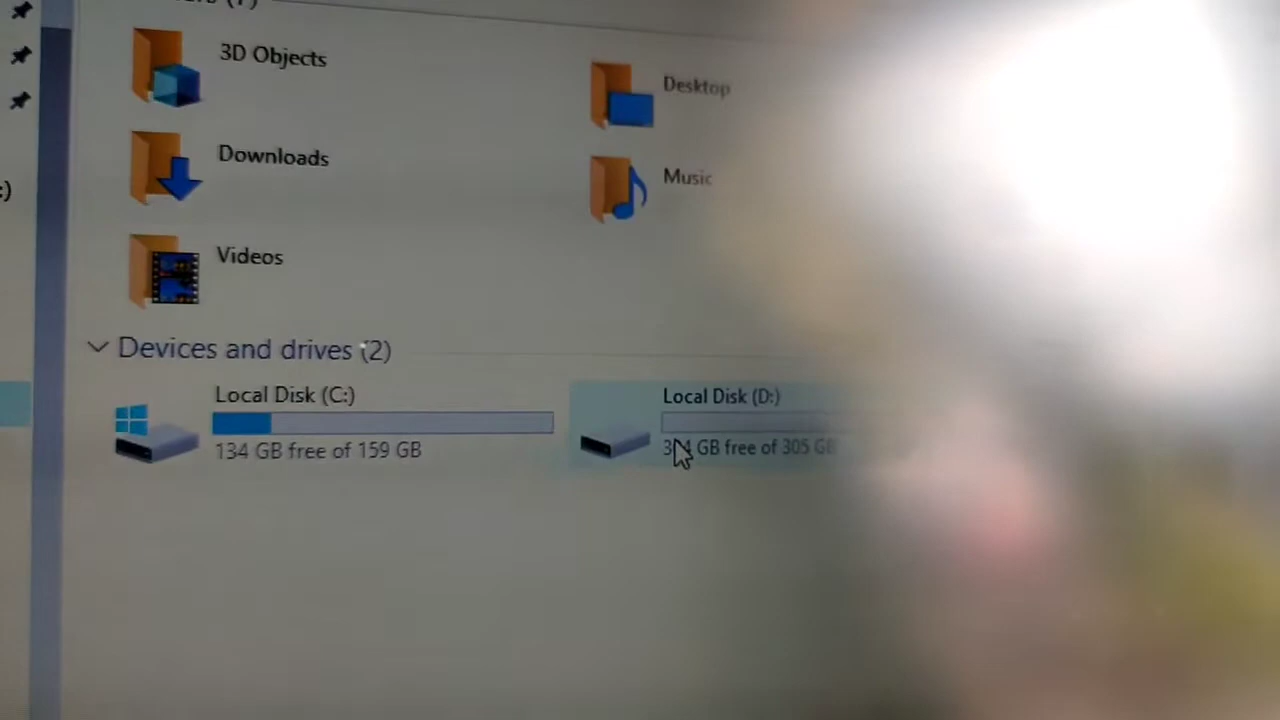 3D Objects
Desktop
Downloads
Music
Videos
Devices and drives (2)
Local Disk (C:)
134 GB free of 159 GB
Local Disk (D:)
GB free of 305 GB